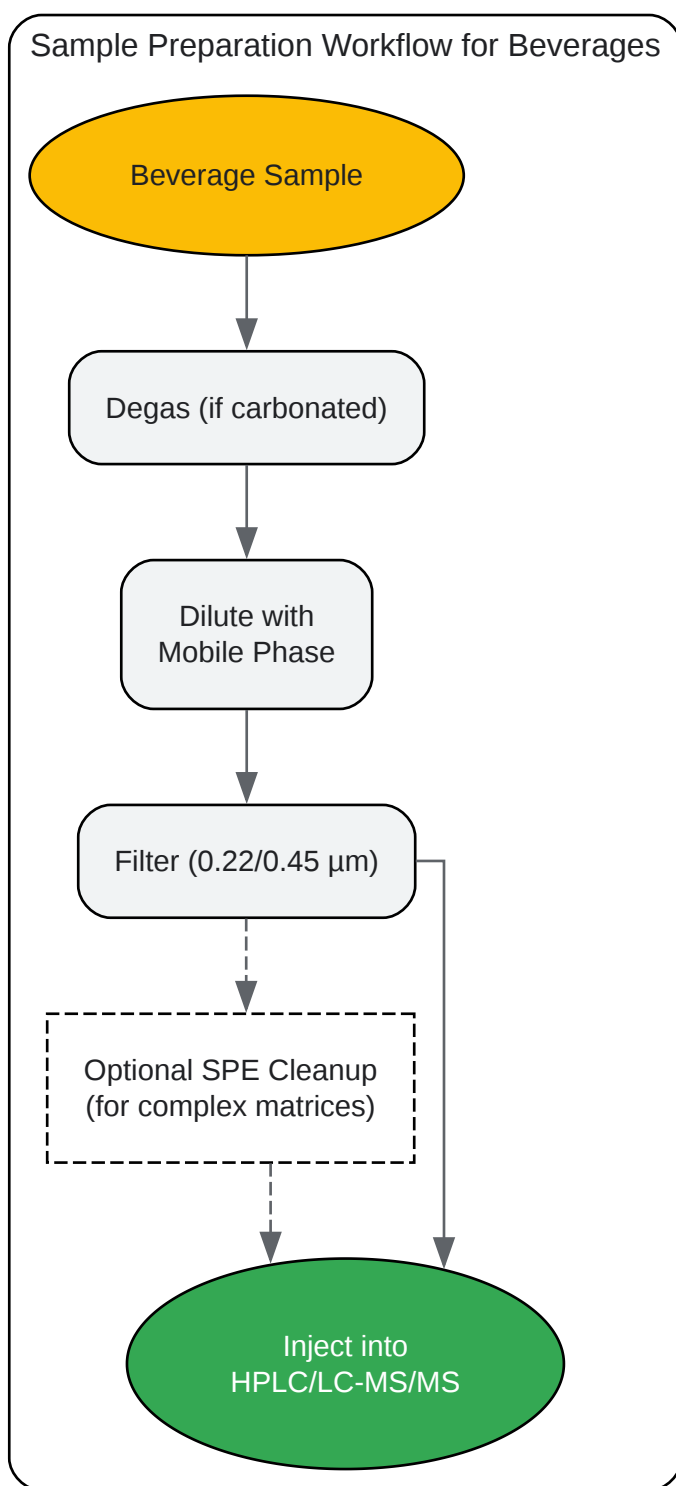 Sample Preparation Workflow for Beverages
Beverage Sample
Degas (if carbonated)
Dilute with
Mobile Phase
Filter (0.22/0.45 µm)
Optional SPE Cleanup
(for complex matrices)
Inject into
HPLC/LC-MS/MS